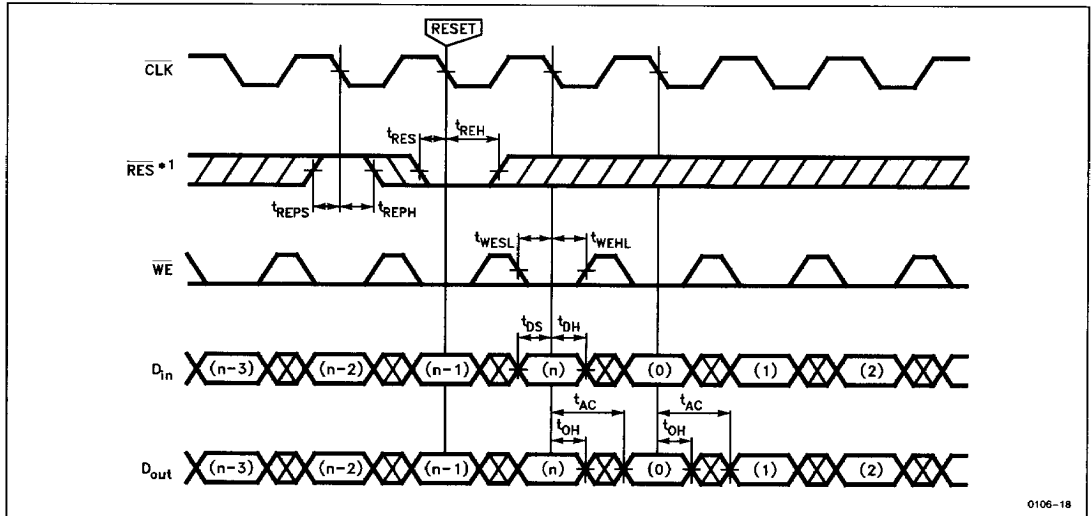 RESET
CLK
tRES tREH
RES *1
tREPS tREPH
tWESL tWEHL
WE
tDS tDH
Din (n-3) (n-2) (n-1) (n) (0) (1) (2)
tAC tAC
tOH tOH
Dout (n-3) (n-2) (n-1) (n) (0) (1) (2)
0106-18